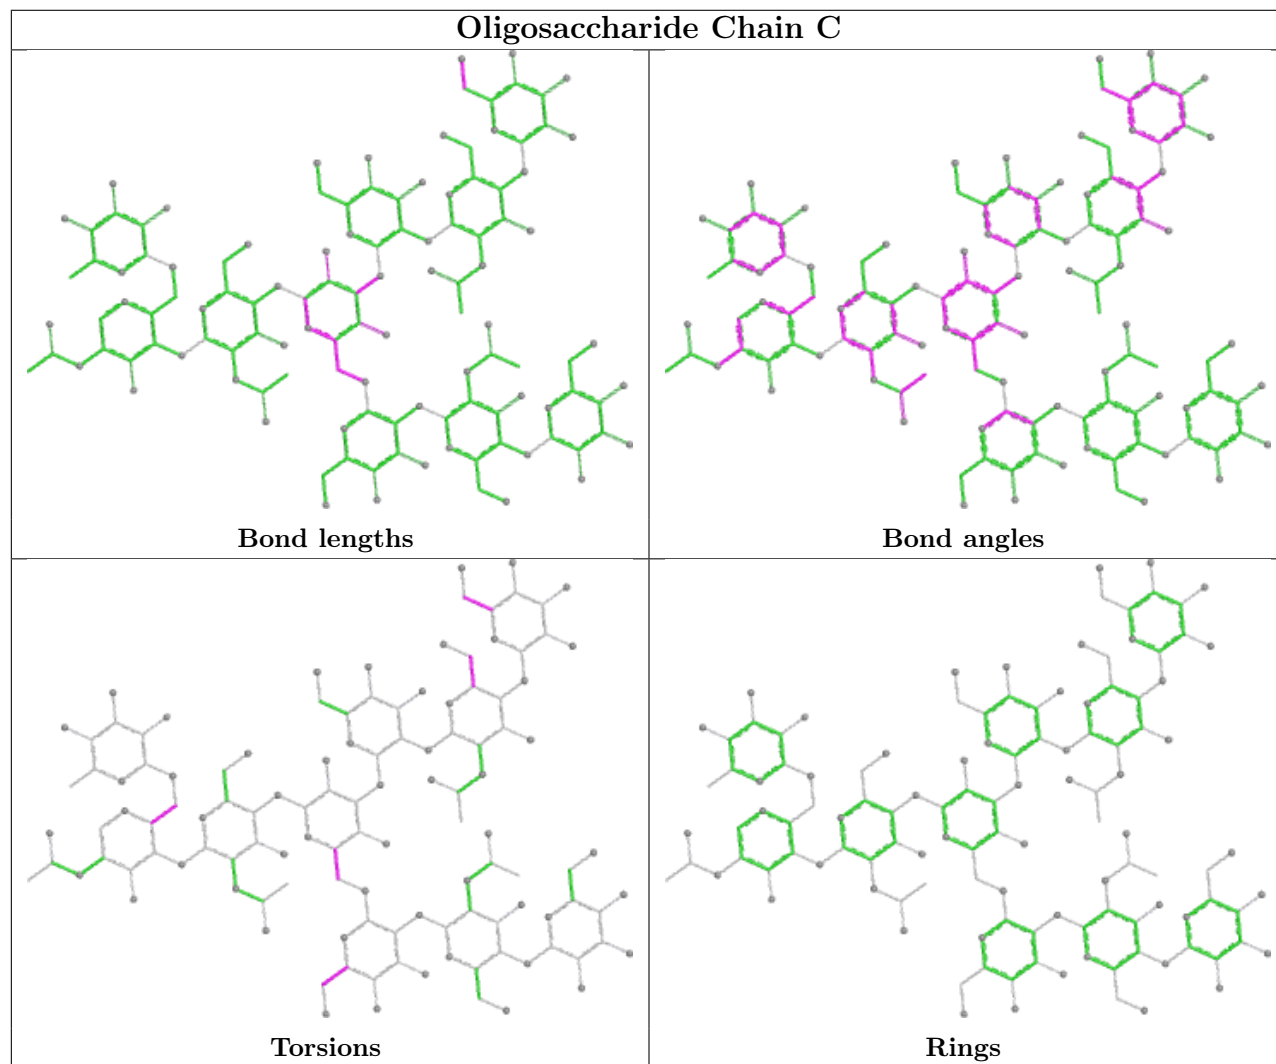 Oligosaccharide Chain C
Bond lengths
Bond angles
Torsions
Rings